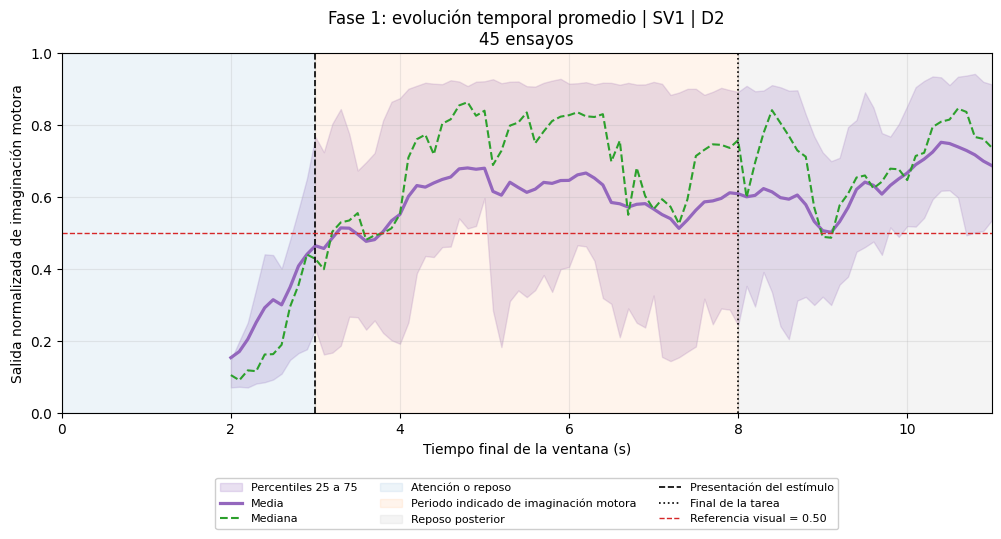 Fase 1: evolución temporal promedio | SV1 | D2
45 ensayos
Salida normalizada de imaginación motora
1.0
0.8
0.6
0.4
0.2
0.0
0 2 4 6 8 10
Tiempo final de la ventana (s)
Percentiles 25 a 75
Media
Mediana
Atención o reposo
Periodo indicado de imaginación motora
Reposo posterior
Presentación del estímulo
Final de la tarea
Referencia visual = 0.50